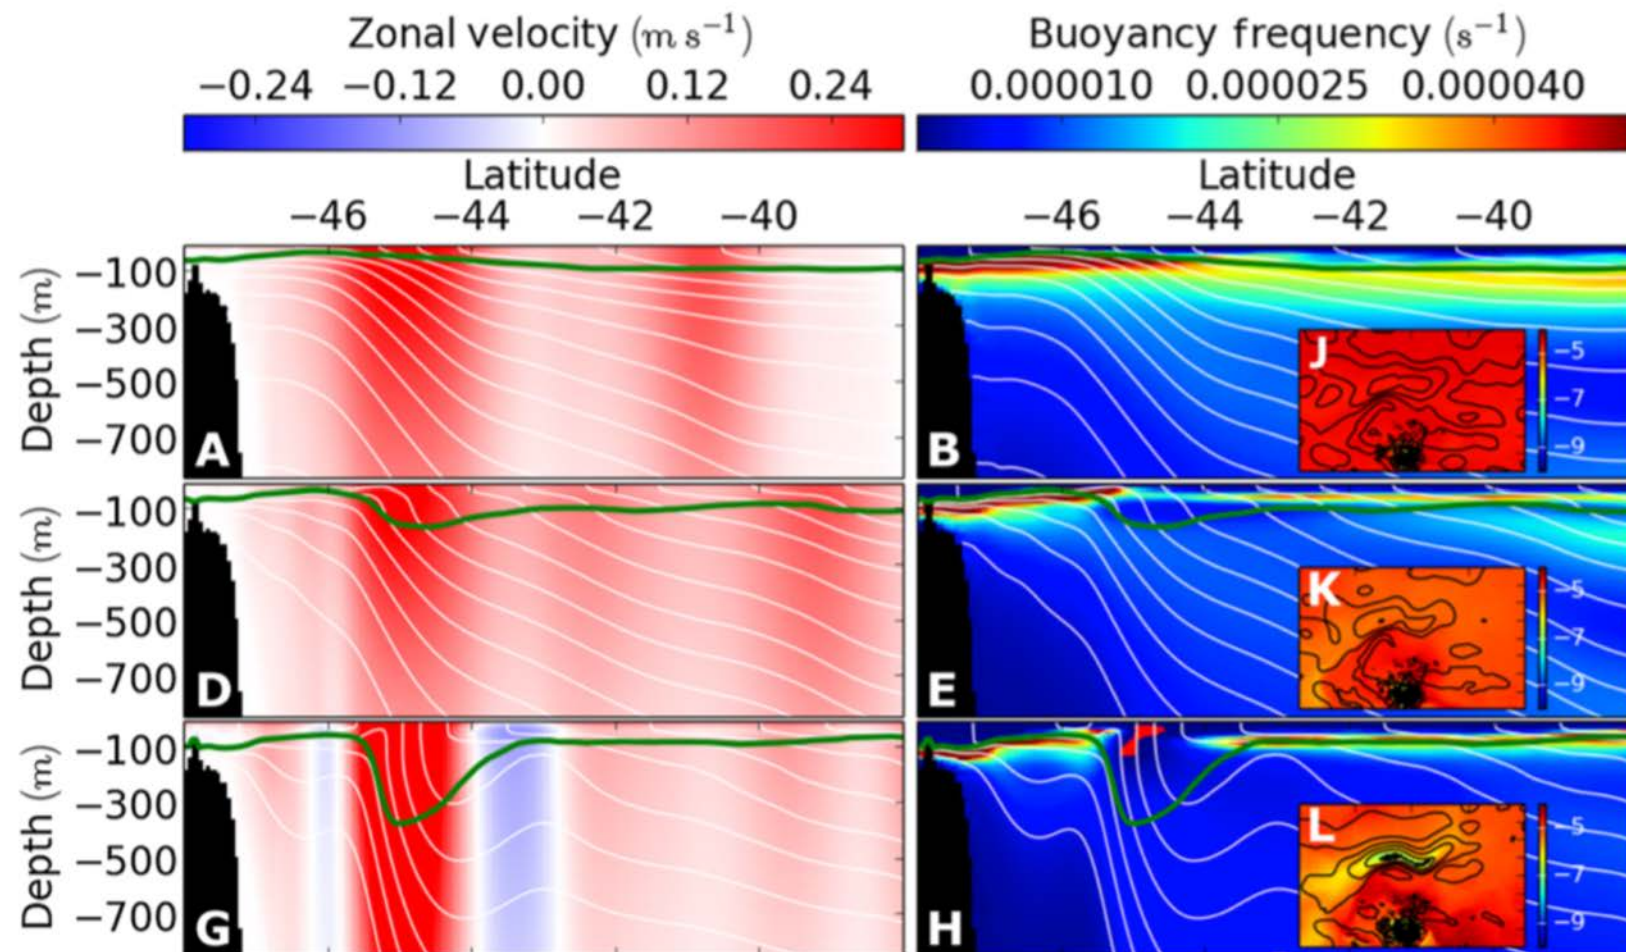 Zonal velocity (m s⁻¹) Buoyancy frequency (s⁻¹)
−0.24 −0.12 0.00 0.12 0.24 0.000010 0.000025 0.000040
Latitude Latitude
−46 −44 −42 −40 −46 −44 −42 −40
Depth (m)
−100
−300
−500
−700
A
B
J
−5
−7
−9
Depth (m)
−100
−300
−500
−700
D
E
K
−5
−7
−9
Depth (m)
−100
−300
−500
−700
G
H
L
−5
−7
−9